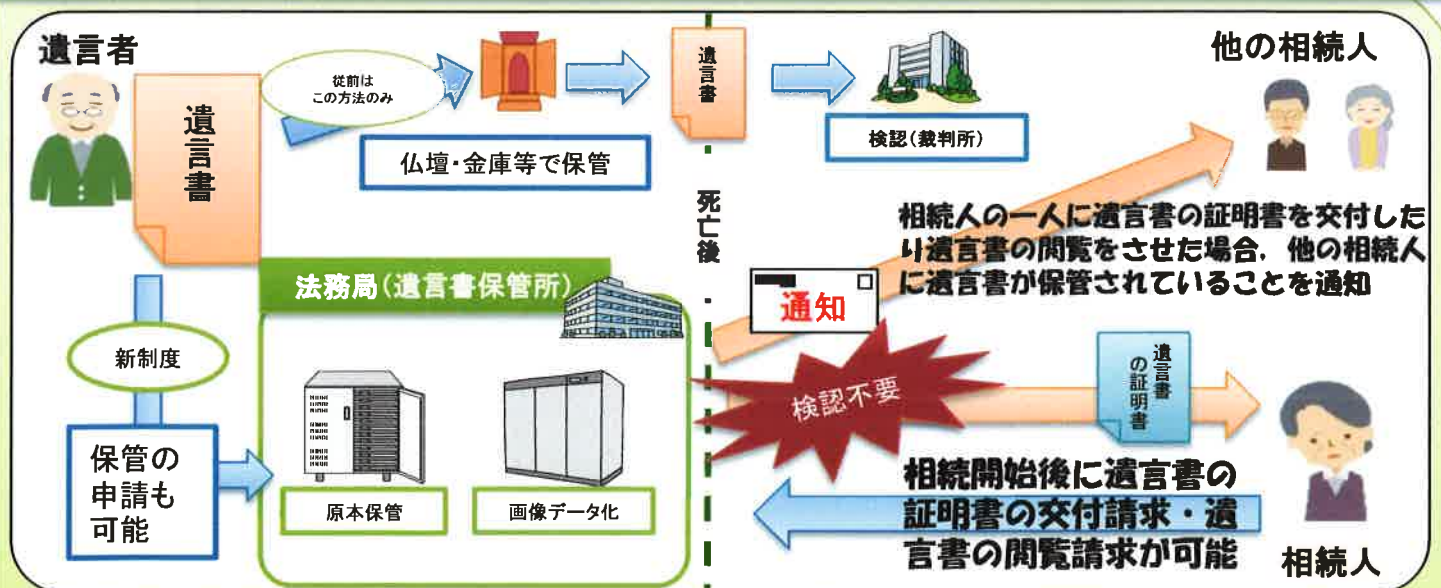 遺言者
遺言書
従前は
この方法のみ
仏壇・金庫等で保管
遺言書
検認(裁判所)
他の相続人
死亡後
相続人の一人に遺言書の証明書を交付した
り遺言書の閲覧をさせた場合，他の相続人
に遺言書が保管されていることを通知
通知
法務局(遺言書保管所)
新制度
保管の
申請も
可能
原本保管
画像データ化
検認不要
遺言書
の証明書
相続開始後に遺言書の
証明書の交付請求・遺
言書の閲覧請求が可能
相続人